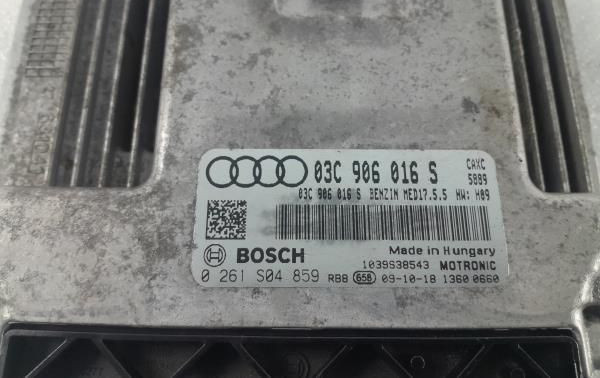 03C 906 016 S CAXC
5889
03C 906 016 S BENZIN MED17.5.5 HW: H09
BOSCH
Made in Hungary
1039S38543 MOTRONIC
0 261 S04 859 RB8 658 09-10-18 1360 0660